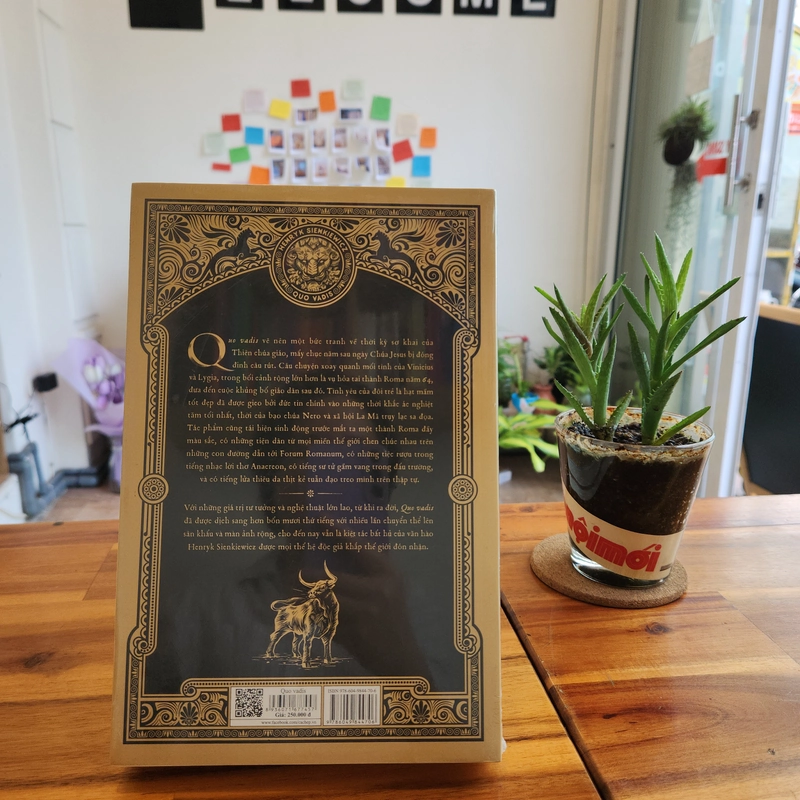 HENRYK SIENKIEWICZ
QUO VADIS
Quo vadis vẽ nên một bức tranh về thời kỳ sơ khai của
Thiên chúa giáo, mấy chục năm sau ngày Chúa Jesus bị đóng
đinh câu rút. Câu chuyện xoay quanh mối tình của Vinicius
và Lygia, trong bối cảnh rộng lớn hơn là vụ hỏa tai thành Roma năm 64,
đưa đến cuộc khủng bố giáo dân sau đó. Tình yêu của đôi trẻ là hạt mầm
tốt đẹp đã được gieo bởi đức tin chính vào những thời khắc ác nghiệt
tăm tối nhất, thời của bạo chúa Nero và xã hội La Mã trụy lạc sa đọa.
Tác phẩm cũng tái hiện sinh động trước mắt ta một thành Roma đầy
màu sắc, có những tiện dân từ mọi miền thế giới chen chúc nhau trên
những con đường dẫn tới Forum Romanum, có những tiệc rượu trong
tiếng nhạc lời thơ Anacreon, có tiếng sư tử gầm vang trong đấu trường,
và có tiếng lửa thiêu da thịt kẻ tuẫn đạo treo mình trên thập tự.
Với những giá trị tư tưởng và nghệ thuật lớn lao, từ khi ra đời, Quo vadis
đã được dịch sang hơn bốn mươi thứ tiếng với nhiều lần chuyển thể lên
sân khấu và màn ảnh rộng, cho đến nay vẫn là kiệt tác bất hủ của văn hào
Henryk Sienkiewicz được mọi thế hệ độc giả khắp thế giới đón nhận.
Quo vadis
Giá: 250.000 đ
nộimới